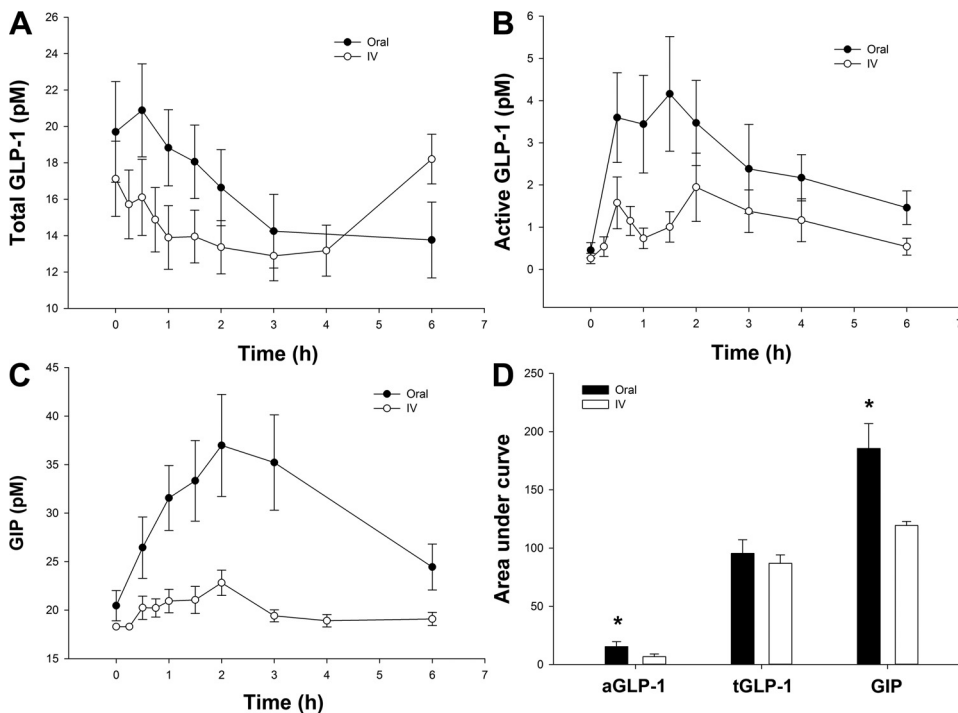 A
Total GLP-1 (pM)
26
24
22
20
18
16
14
12
10
Oral
IV
0 1 2 3 4 5 6 7
Time (h)
B
Active GLP-1 (pM)
6
5
4
3
2
1
0
Oral
IV
0 1 2 3 4 5 6 7
Time (h)
C
GIP (pM)
45
40
35
30
25
20
15
Oral
IV
0 1 2 3 4 5 6 7
Time (h)
D
Area under curve
250
200
150
100
50
0
Oral
IV
*
*
aGLP-1 tGLP-1 GIP